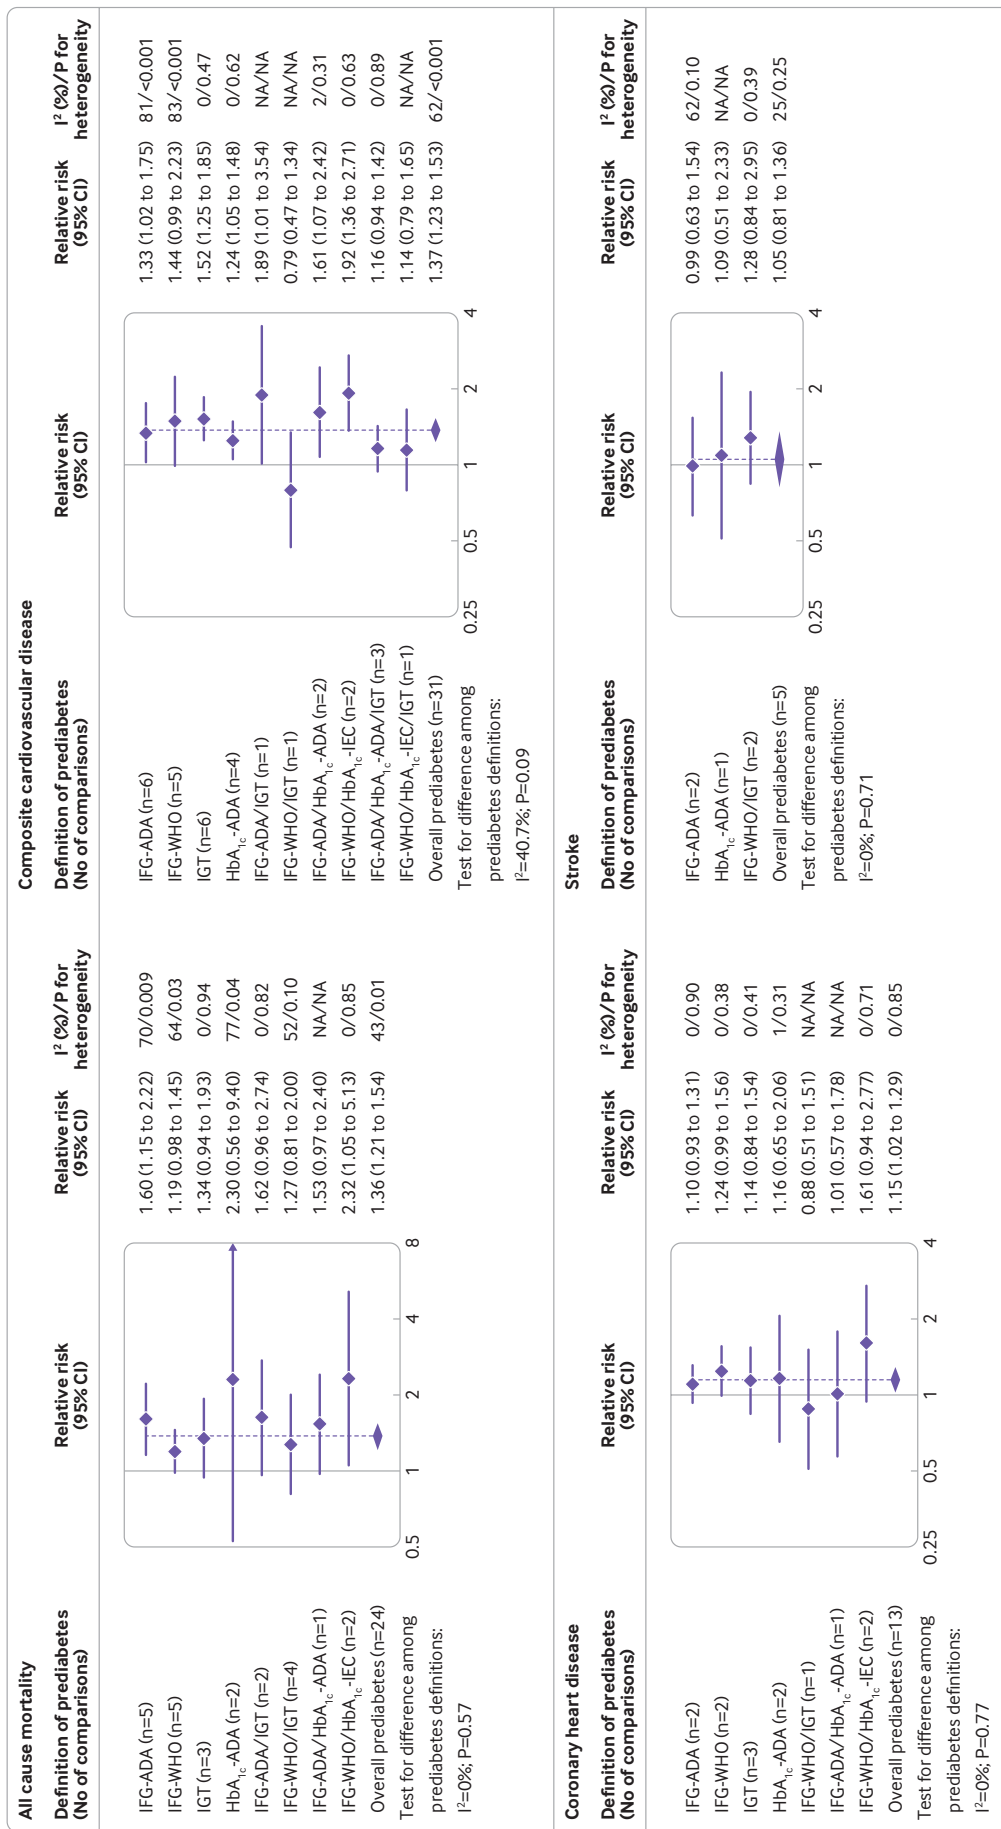 All cause mortality
Definition of prediabetes (No of comparisons) Relative risk (95% CI) Relative risk (95% CI) I² (%)/P for heterogeneity
IFG-ADA (n=5) 1.60 (1.15 to 2.22) 70/0.009
IFG-WHO (n=5) 1.19 (0.98 to 1.45) 64/0.03
IGT (n=3) 1.34 (0.94 to 1.93) 0/0.94
HbA1c-ADA (n=2) 2.30 (0.56 to 9.40) 77/0.04
IFG-ADA/IGT (n=2) 1.62 (0.96 to 2.74) 0/0.82
IFG-WHO/IGT (n=4) 1.27 (0.81 to 2.00) 52/0.10
IFG-ADA/HbA1c-ADA (n=1) 1.53 (0.97 to 2.40) NA/NA
IFG-WHO/HbA1c-IEC (n=2) 2.32 (1.05 to 5.13) 0/0.85
Overall prediabetes (n=24) 1.36 (1.21 to 1.54) 43/0.01
Test for difference among
prediabetes definitions:
I²=0%; P=0.57
0.5 1 2 4 8
Composite cardiovascular disease
Definition of prediabetes (No of comparisons) Relative risk (95% CI) Relative risk (95% CI) I² (%)/P for heterogeneity
IFG-ADA (n=6) 1.33 (1.02 to 1.75) 81/<0.001
IFG-WHO (n=5) 1.44 (0.99 to 2.23) 83/<0.001
IGT (n=6) 1.52 (1.25 to 1.85) 0/0.47
HbA1c-ADA (n=4) 1.24 (1.05 to 1.48) 0/0.62
IFG-ADA/IGT (n=1) 1.89 (1.01 to 3.54) NA/NA
IFG-WHO/IGT (n=1) 0.79 (0.47 to 1.34) NA/NA
IFG-ADA/HbA1c-ADA (n=2) 1.61 (1.07 to 2.42) 2/0.31
IFG-WHO/HbA1c-IEC (n=2) 1.92 (1.36 to 2.71) 0/0.63
IFG-ADA/HbA1c-ADA/IGT (n=3) 1.16 (0.94 to 1.42) 0/0.89
IFG-WHO/HbA1c-IEC/IGT (n=1) 1.14 (0.79 to 1.65) NA/NA
Overall prediabetes (n=31) 1.37 (1.23 to 1.53) 62/<0.001
Test for difference among
prediabetes definitions:
I²=40.7%; P=0.09
0.25 0.5 1 2 4
Coronary heart disease
Definition of prediabetes (No of comparisons) Relative risk (95% CI) Relative risk (95% CI) I² (%)/P for heterogeneity
IFG-ADA (n=2) 1.10 (0.93 to 1.31) 0/0.90
IFG-WHO (n=2) 1.24 (0.99 to 1.56) 0/0.38
IGT (n=3) 1.14 (0.84 to 1.54) 0/0.41
HbA1c-ADA (n=2) 1.16 (0.65 to 2.06) 1/0.31
IFG-WHO/IGT (n=1) 0.88 (0.51 to 1.51) NA/NA
IFG-ADA/HbA1c-ADA (n=1) 1.01 (0.57 to 1.78) NA/NA
IFG-WHO/HbA1c-IEC (n=2) 1.61 (0.94 to 2.77) 0/0.71
Overall prediabetes (n=13) 1.15 (1.02 to 1.29) 0/0.85
Test for difference among
prediabetes definitions:
I²=0%; P=0.77
0.25 0.5 1 2 4
Stroke
Definition of prediabetes (No of comparisons) Relative risk (95% CI) Relative risk (95% CI) I² (%)/P for heterogeneity
IFG-ADA (n=2) 0.99 (0.63 to 1.54) 62/0.10
HbA1c-ADA (n=1) 1.09 (0.51 to 2.33) NA/NA
IFG-WHO/IGT (n=2) 1.28 (0.84 to 2.95) 0/0.39
Overall prediabetes (n=5) 1.05 (0.81 to 1.36) 25/0.25
Test for difference among
prediabetes definitions:
I²=0%; P=0.71
0.25 0.5 1 2 4